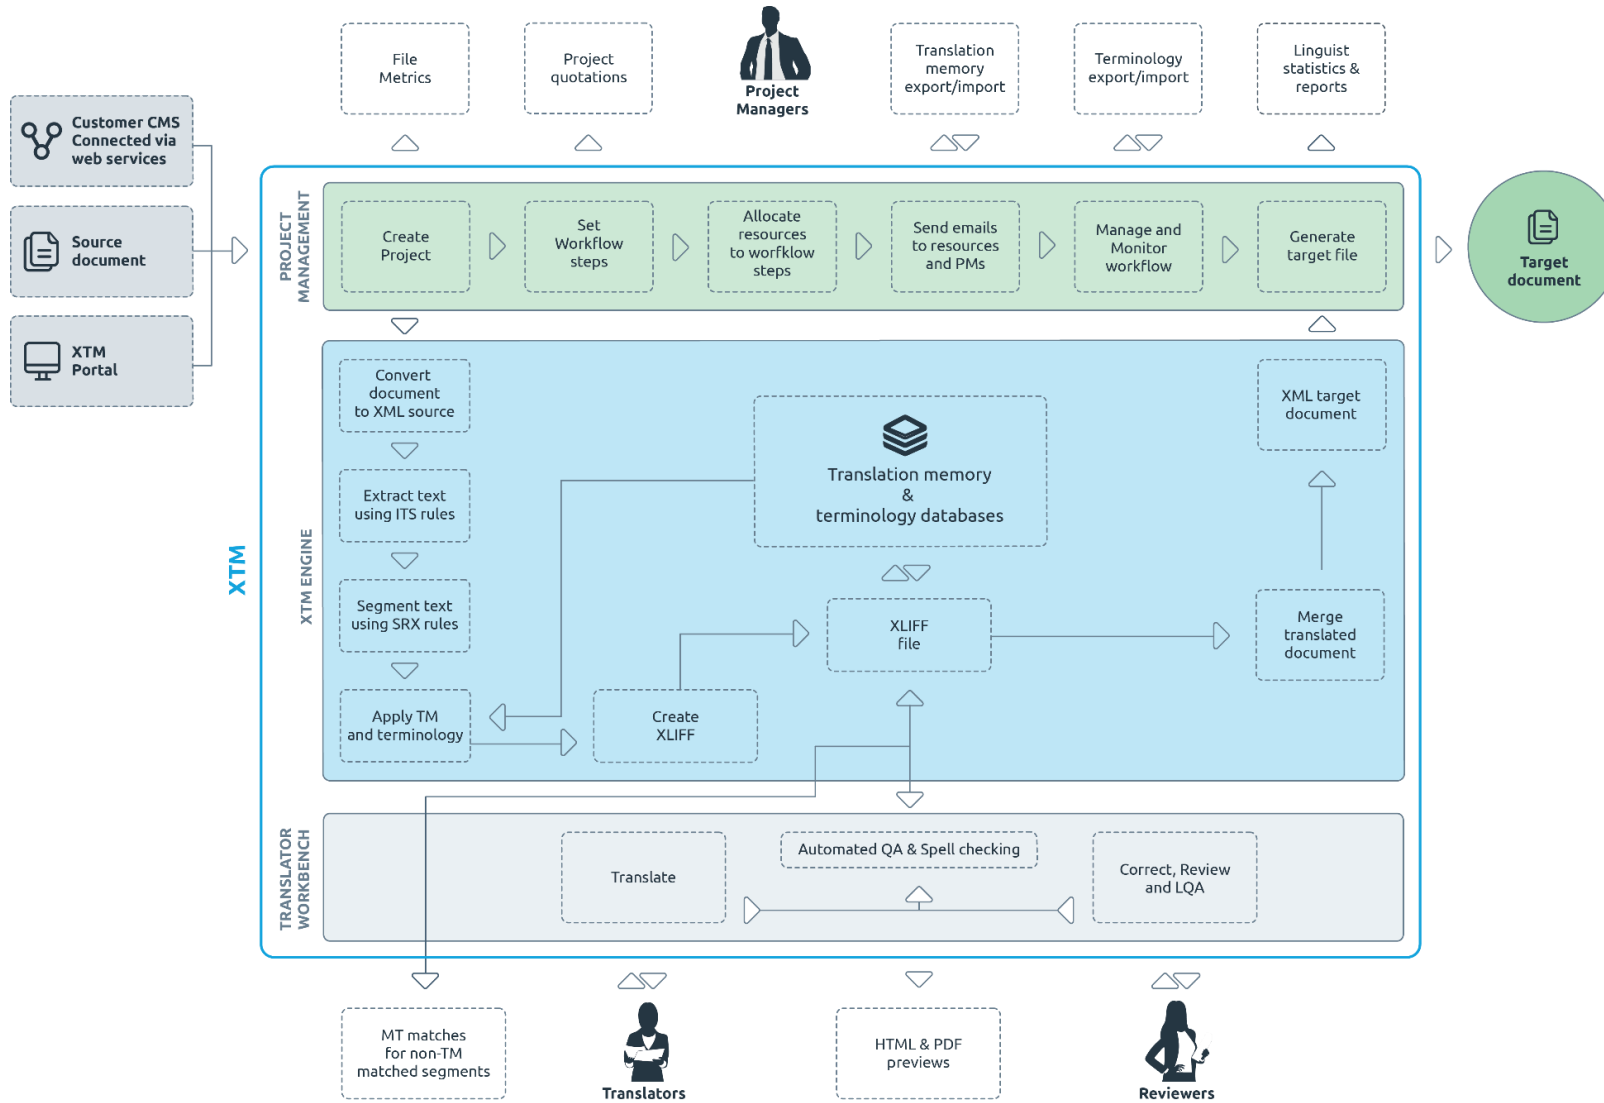 File
Metrics
Project
quotations
Project
Managers
Translation
memory
export/import
Terminology
export/import
Linguist
statistics &
reports
Customer CMS
Connected via
web services
Source
document
XTM
Portal
XTM
PROJECT
MANAGEMENT
Create
Project
Set
Workflow
steps
Allocate
resources
to worfklow
steps
Send emails
to resources
and PMs
Manage and
Monitor
workflow
Generate
target file
Target
document
XTM ENGINE
Convert
document
to XML source
Extract text
using ITS rules
Segment text
using SRX rules
Apply TM
and terminology
Create
XLIFF
Translation memory
&
terminology databases
XLIFF
file
Merge
translated
document
XML target
document
TRANSLATOR
WORKBENCH
Translate
Automated QA & Spell checking
Correct, Review
and LQA
MT matches
for non-TM
matched segments
Translators
HTML & PDF
previews
Reviewers